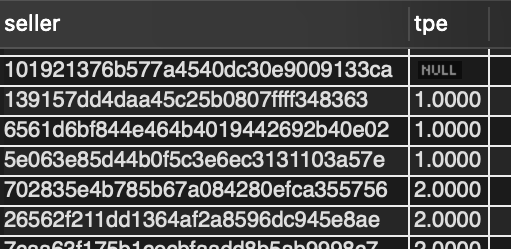 seller tpe
101921376b577a4540dc30e9009133ca NULL
139157dd4daa45c25b0807ffff348363 1.0000
6561d6bf844e464b4019442692b40e02 1.0000
5e063e85d44b0f5c3e6ec3131103a57e 1.0000
702835e4b785b67a084280efca355756 2.0000
26562f211dd1364af2a8596dc945e8ae 2.0000